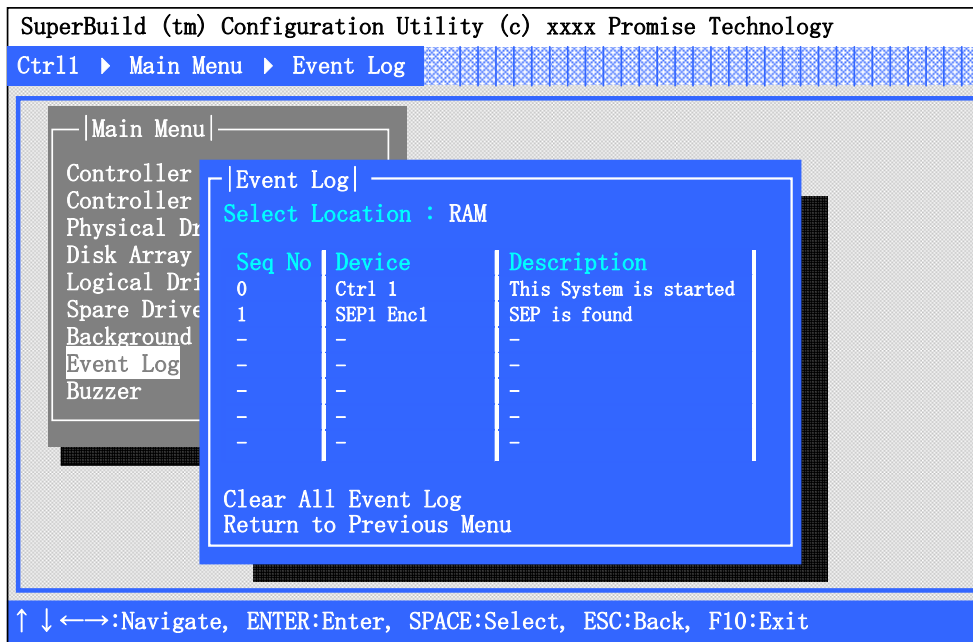 SuperBuild (tm) Configuration Utility (c) xxxx Promise Technology
Ctrl1 ▶ Main Menu ▶ Event Log
Main Menu
Controller
Controller
Physical Dr
Disk Array
Logical Dri
Spare Drive
Background
Event Log
Buzzer
Event Log
Select Location : RAM
Seq No Device Description
0 Ctrl 1 This System is started
1 SEP1 Enc1 SEP is found
– – –
– – –
– – –
– – –
– – –
Clear All Event Log
Return to Previous Menu
↑ ↓ ←→:Navigate, ENTER:Enter, SPACE:Select, ESC:Back, F10:Exit